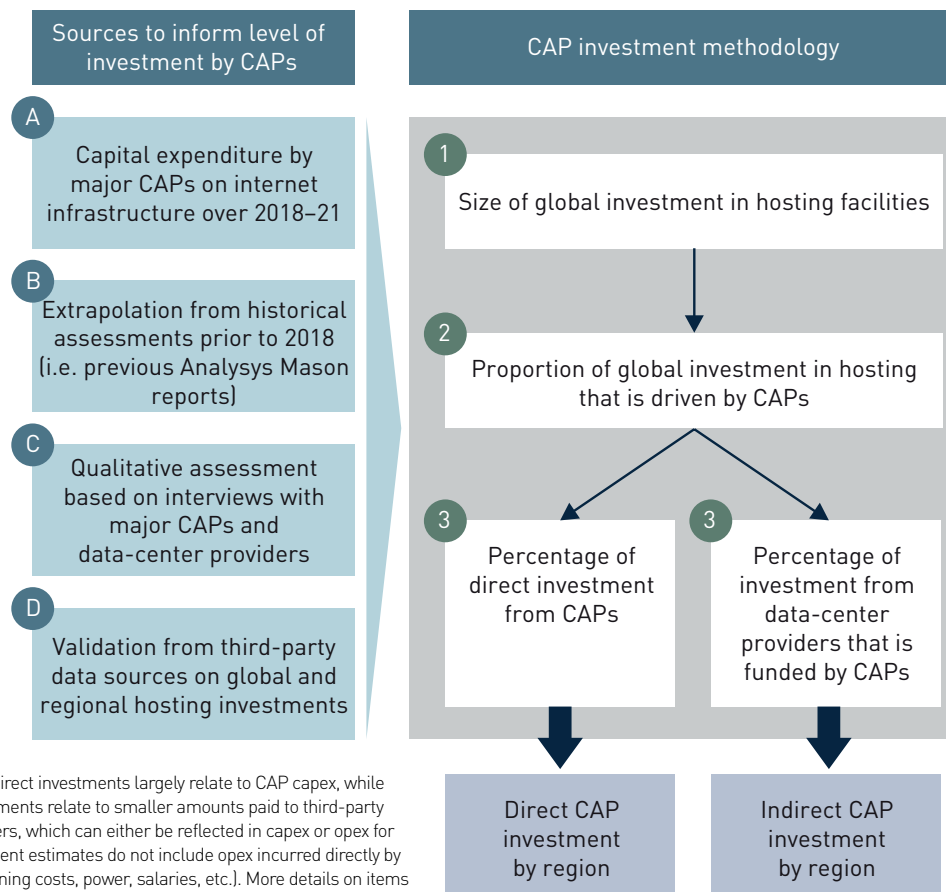 Sources to inform level of
investment by CAPs
A
Capital expenditure by
major CAPs on internet
infrastructure over 2018–21
B
Extrapolation from historical
assessments prior to 2018
(i.e. previous Analysys Mason
reports)
C
Qualitative assessment
based on interviews with
major CAPs and
data-center providers
D
Validation from third-party
data sources on global and
regional hosting investments
CAP investment methodology
1
Size of global investment in hosting facilities
2
Proportion of global investment in hosting
that is driven by CAPs
3
Percentage of
direct investment
from CAPs
3
Percentage of
investment from
data-center
providers that is
funded by CAPs
Direct CAP
investment
by region
Indirect CAP
investment
by region
direct investments largely relate to CAP capex, while
ments relate to smaller amounts paid to third-party
ers, which can either be reflected in capex or opex for
ent estimates do not include opex incurred directly by
ning costs, power, salaries, etc.). More details on items